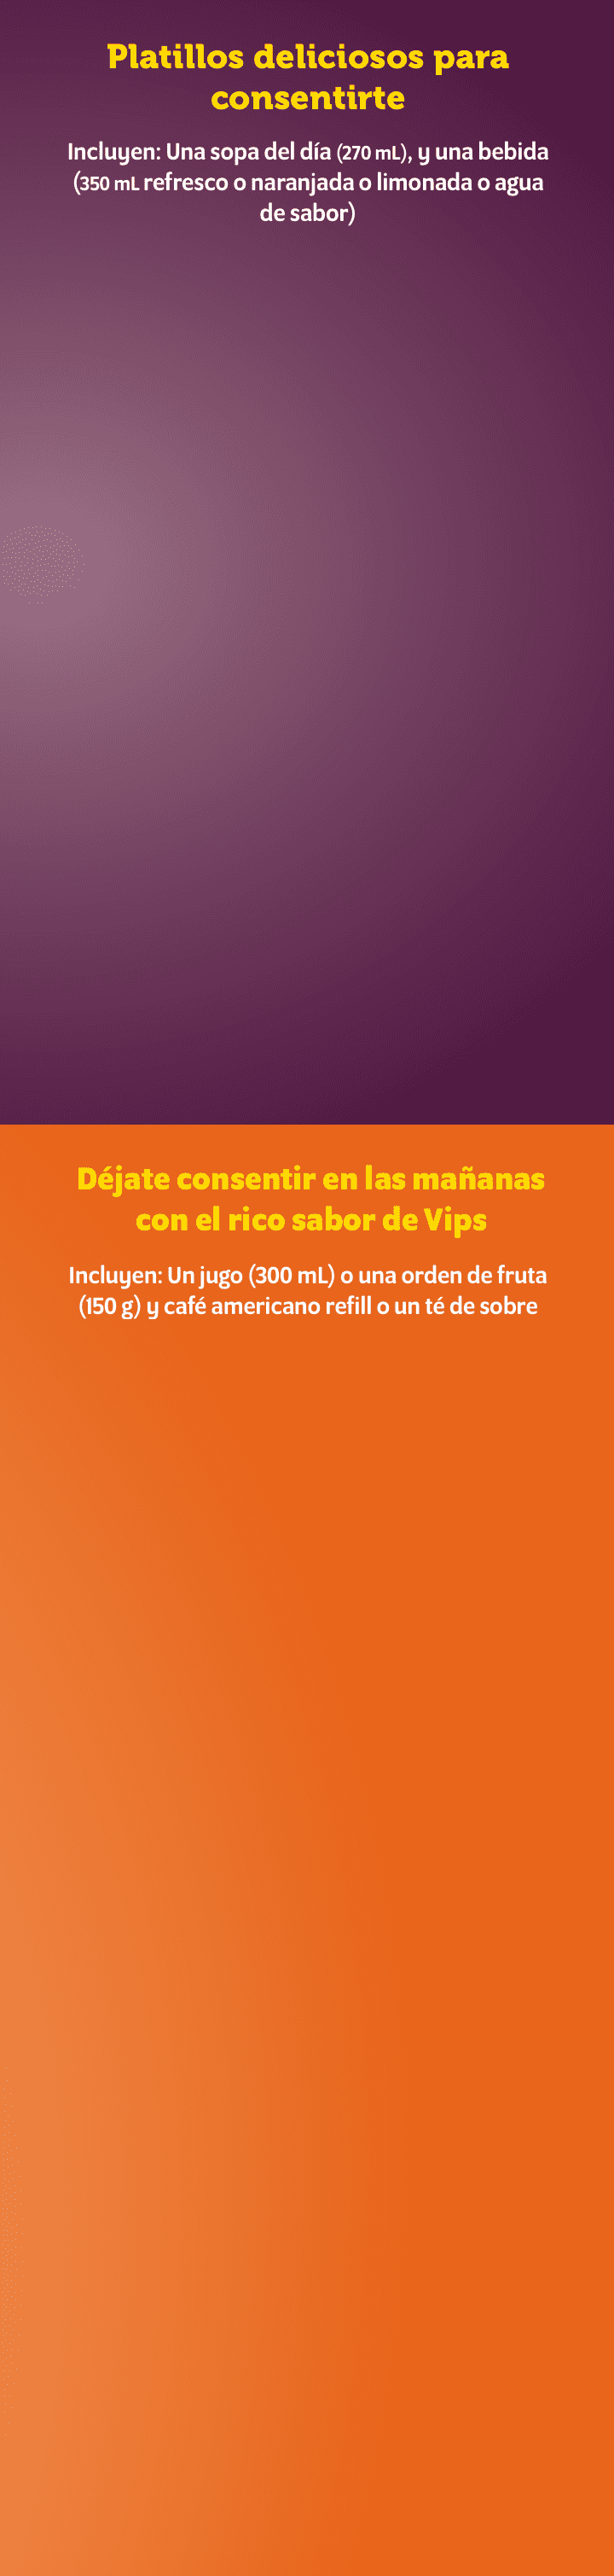 Platillos deliciosos para
consentirte
Incluyen: Una sopa del día (270 mL), y una bebida
(350 mL refresco o naranjada o limonada o agua
de sabor)
Déjate consentir en las mañanas
con el rico sabor de Vips
Incluyen: Un jugo (300 mL) o una orden de fruta
(150 g) y café americano refill o un té de sobre